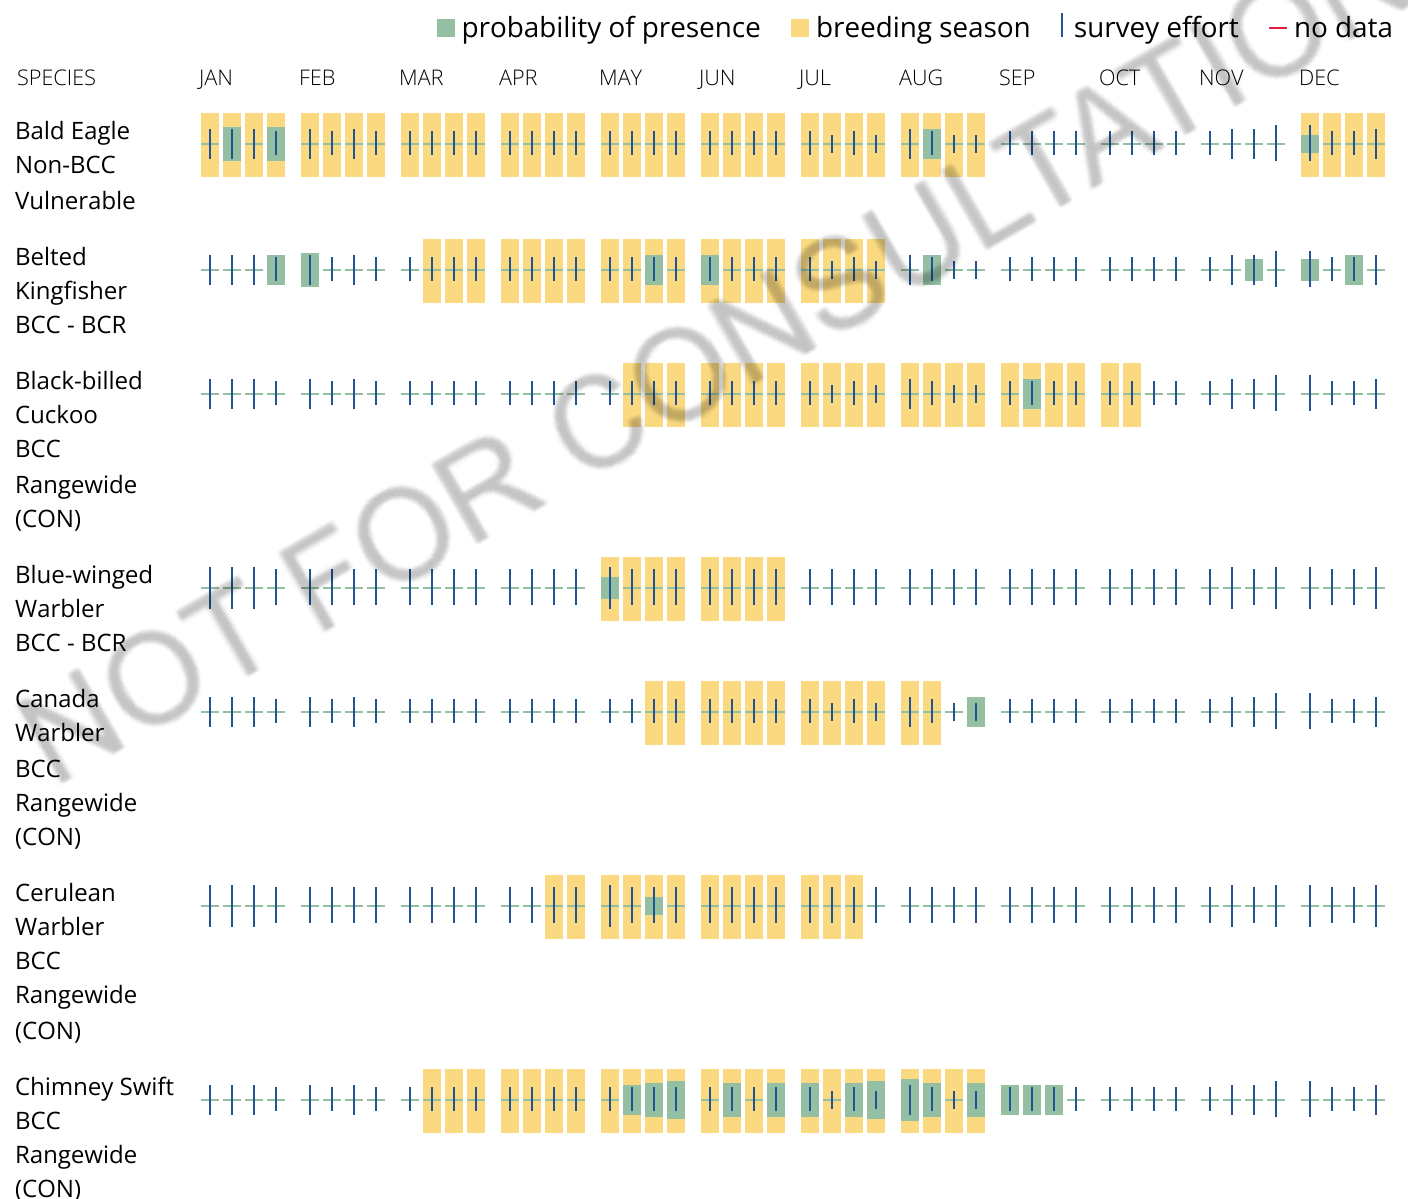 probability of presence breeding season survey effort no data
SPECIES JAN FEB MAR APR MAY JUN JUL AUG SEP OCT NOV DEC
Bald Eagle
Non-BCC
Vulnerable
Belted
Kingfisher
BCC - BCR
Black-billed
Cuckoo
BCC
Rangewide
(CON)
Blue-winged
Warbler
BCC - BCR
Canada
Warbler
BCC
Rangewide
(CON)
Cerulean
Warbler
BCC
Rangewide
(CON)
Chimney Swift
BCC
Rangewide
(CON)
NOT FOR CONSULTATION